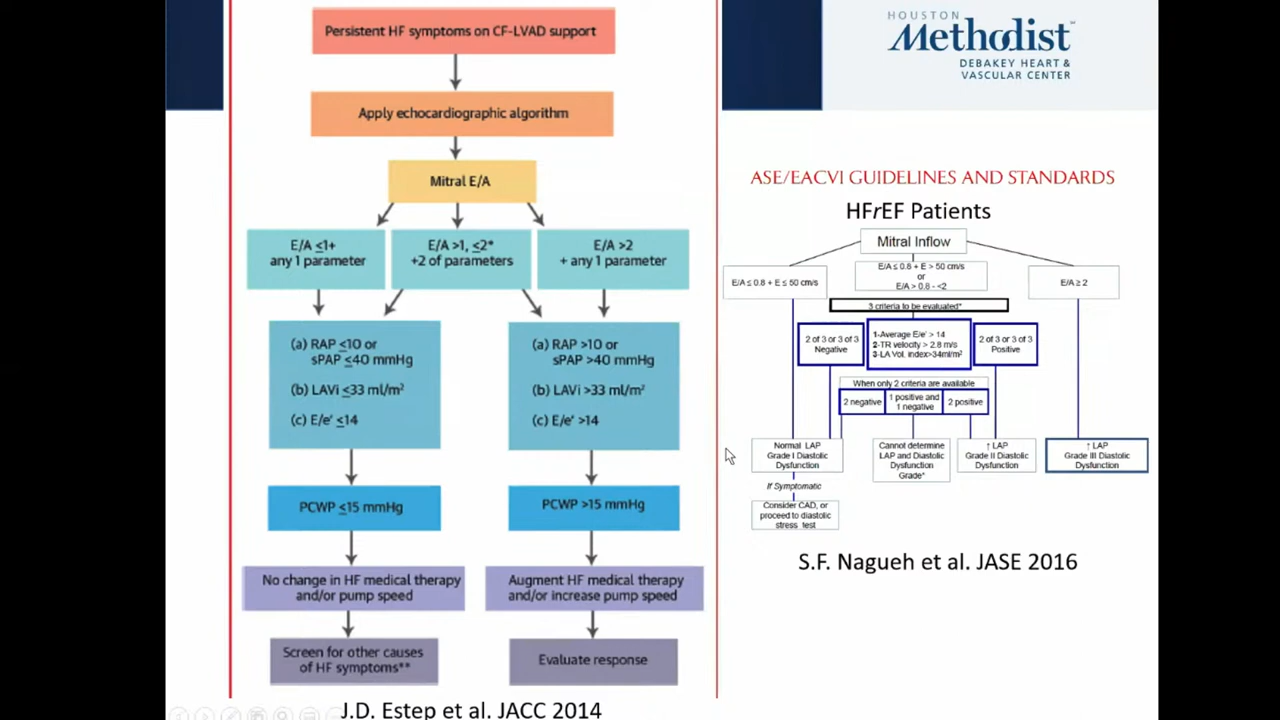 Persistent HF symptoms on CF-LVAD support
Apply echocardiographic algorithm
Mitral E/A
E/A ≤1+
any 1 parameter
E/A >1, ≤2*
+2 of parameters
E/A >2
+ any 1 parameter
(a) RAP ≤10 or
sPAP ≤40 mmHg
(b) LAVi ≤33 ml/m²
(c) E/e' ≤14
(a) RAP >10 or
sPAP >40 mmHg
(b) LAVi >33 ml/m²
(c) E/e' >14
PCWP ≤15 mmHg
PCWP >15 mmHg
No change in HF medical therapy
and/or pump speed
Augment HF medical therapy
and/or increase pump speed
Screen for other causes
of HF symptoms**
Evaluate response
J.D. Estep et al. JACC 2014
HOUSTON
Methodist
DEBAKEY HEART &
VASCULAR CENTER
ASE/EACVI GUIDELINES AND STANDARDS
HFrEF Patients
Mitral Inflow
E/A ≤ 0.8 + E ≤ 50 cm/s
E/A ≤ 0.8 + E > 50 cm/s
or
E/A > 0.8 - <2
E/A ≥ 2
3 criteria to be evaluated*
2 of 3 or 3 of 3
Negative
1-Average E/e' > 14
2-TR velocity > 2.8 m/s
3-LA Vol. index>34ml/m²
2 of 3 or 3 of 3
Positive
When only 2 criteria are available
2 negative
1 positive and
1 negative
2 positive
Normal LAP
Grade I Diastolic
Dysfunction
Cannot determine
LAP and Diastolic
Dysfunction
Grade*
↑ LAP
Grade II Diastolic
Dysfunction
↑ LAP
Grade III Diastolic
Dysfunction
If Symptomatic
Consider CAD, or
proceed to diastolic
stress test
S.F. Nagueh et al. JASE 2016